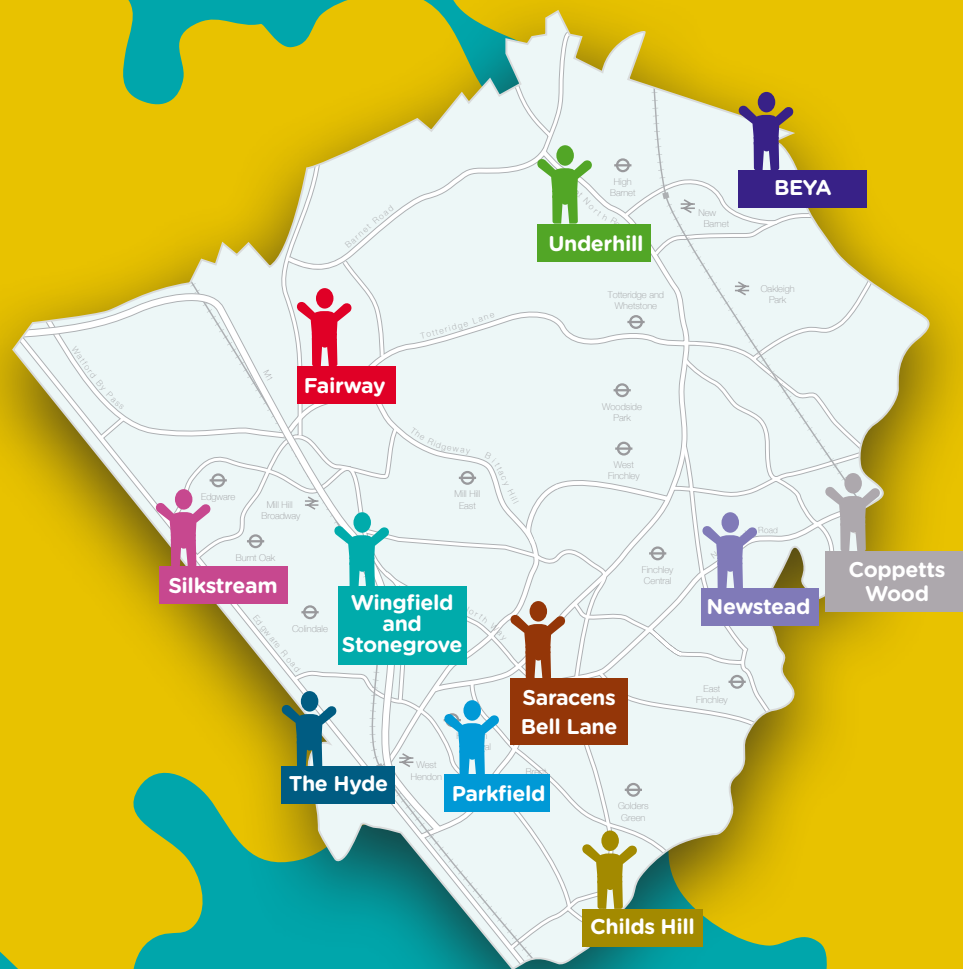 BEYA
High
Barnet
New
Barnet
Underhill
Barnet Road
Oakleigh
Park
Totteridge and
Whetstone
Totteridge Lane
Fairway
Watford By Pass
M1
Woodside
Park
The Ridgeway
Bittacy Hill
West
Finchley
Edgware
Mill Hill
Broadway
Mill Hill
East
Burnt Oak
Road
Finchley
Central
Coppetts
Wood
Silkstream
Wingfield
and
Stonegrove
Newstead
Colindale
Edgware Road
Saracens
Bell Lane
East
Finchley
West
Hendon
The Hyde
Parkfield
Golders
Green
Childs Hill